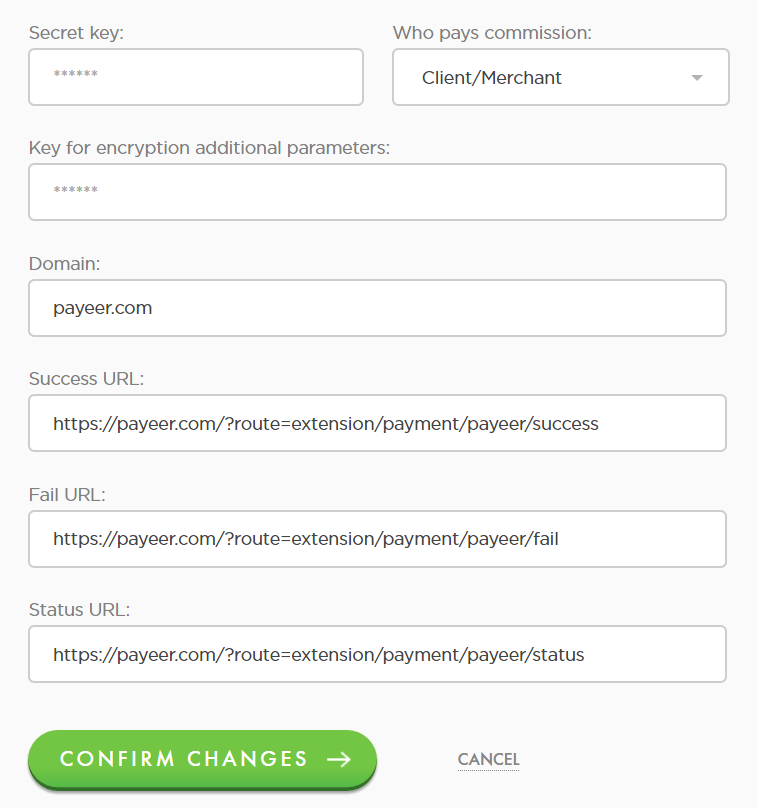 Secret key:
Who pays commission:
******
Client/Merchant
Key for encryption additional parameters:
******
Domain:
payeer.com
Success URL:
https://payeer.com/?route=extension/payment/payeer/success
Fail URL:
https://payeer.com/?route=extension/payment/payeer/fail
Status URL:
https://payeer.com/?route=extension/payment/payeer/status
CONFIRM CHANGES
CANCEL